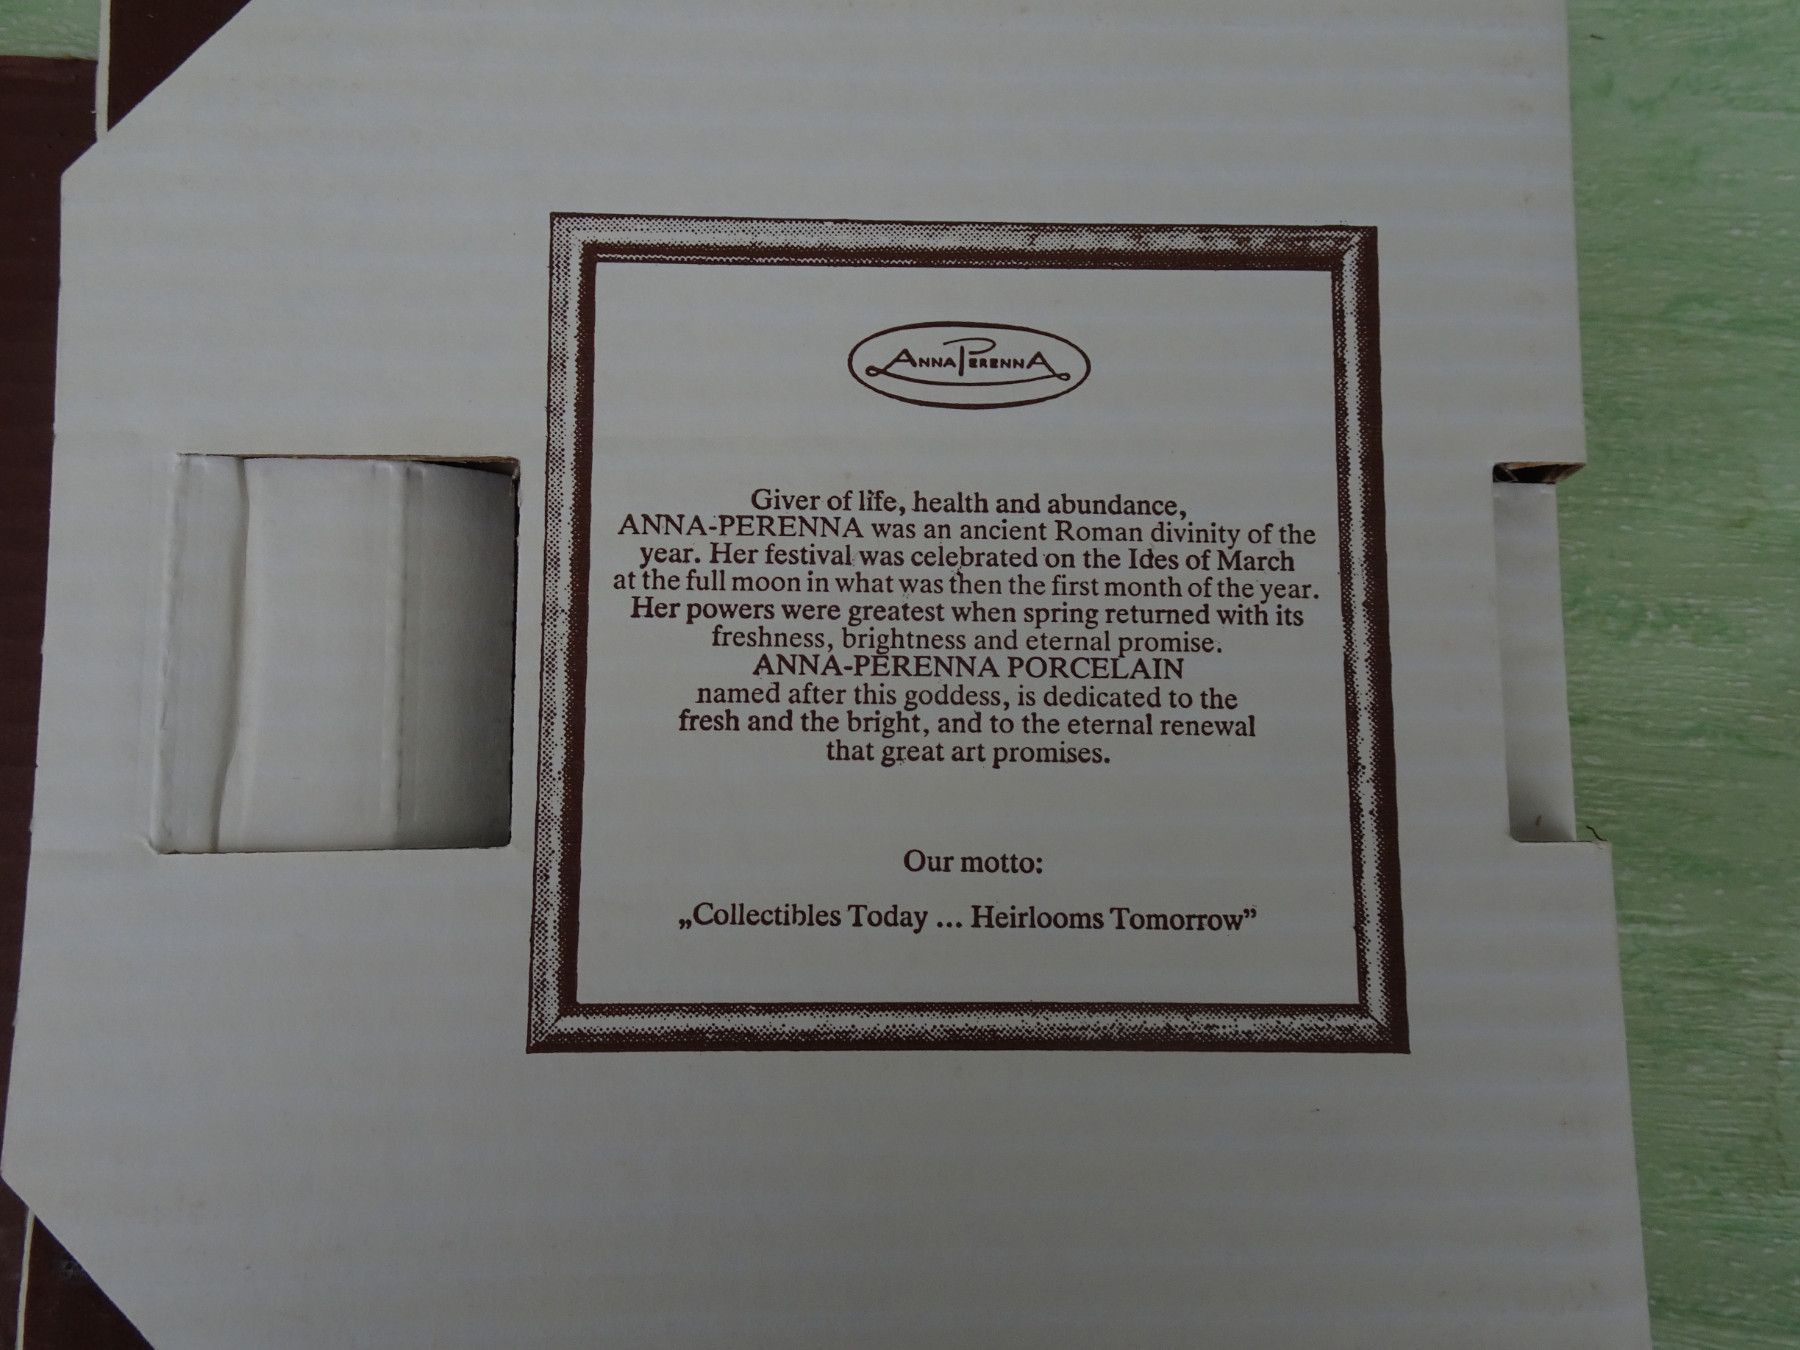 ANNA PERENNA
Giver of life, health and abundance,
ANNA-PERENNA was an ancient Roman divinity of the
year. Her festival was celebrated on the Ides of March
at the full moon in what was then the first month of the year.
Her powers were greatest when spring returned with its
freshness, brightness and eternal promise.
ANNA-PERENNA PORCELAIN
named after this goddess, is dedicated to the
fresh and the bright, and to the eternal renewal
that great art promises.
Our motto:
„Collectibles Today ... Heirlooms Tomorrow”